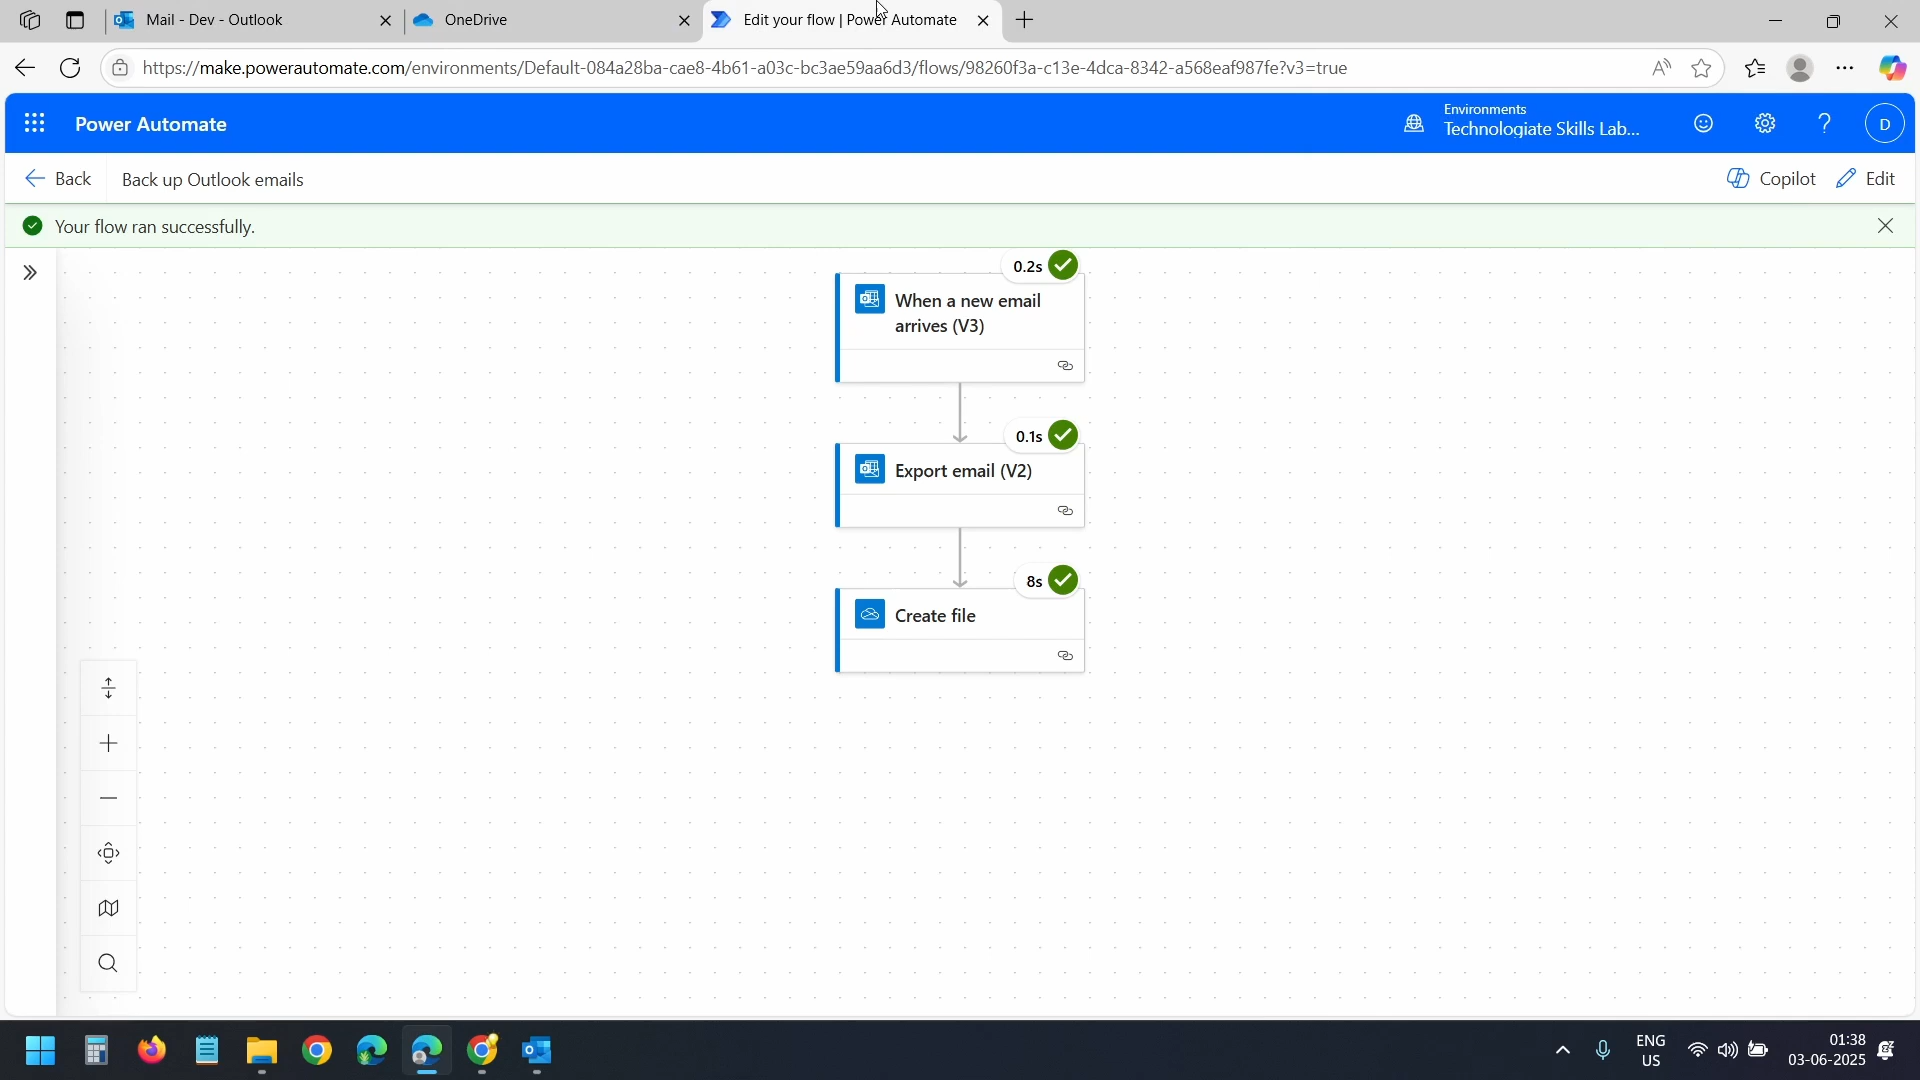 Mail - Dev - Outlook
OneDrive
Edit your flow | Power Automate
https://make.powerautomate.com/environments/Default-084a28ba-cae8-4b61-a03c-bc3ae59aa6d3/flows/98260f3a-c13e-4dca-8342-a568eaf987fe?v3=true
Power Automate
Environments
Technologiate Skills Lab...
D
Back
Back up Outlook emails
Copilot
Edit
Your flow ran successfully.
0.2s
When a new email
arrives (V3)
0.1s
Export email (V2)
8s
Create file
ENG
US
01:38
03-06-2025